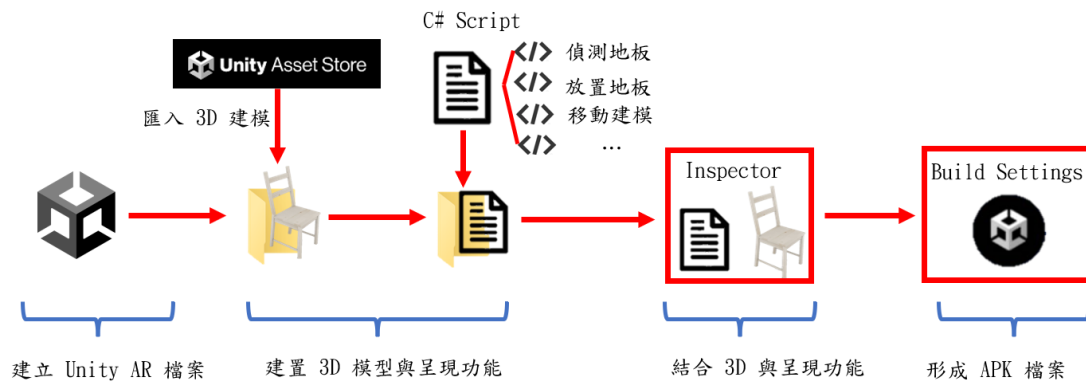 C# Script
Unity Asset Store
</> 偵測地板
</> 放置地板
</> 移動建模
</> …
匯入 3D 建模
Inspector
Build Settings
建立 Unity AR 檔案
建置 3D 模型與呈現功能
結合 3D 與呈現功能
形成 APK 檔案